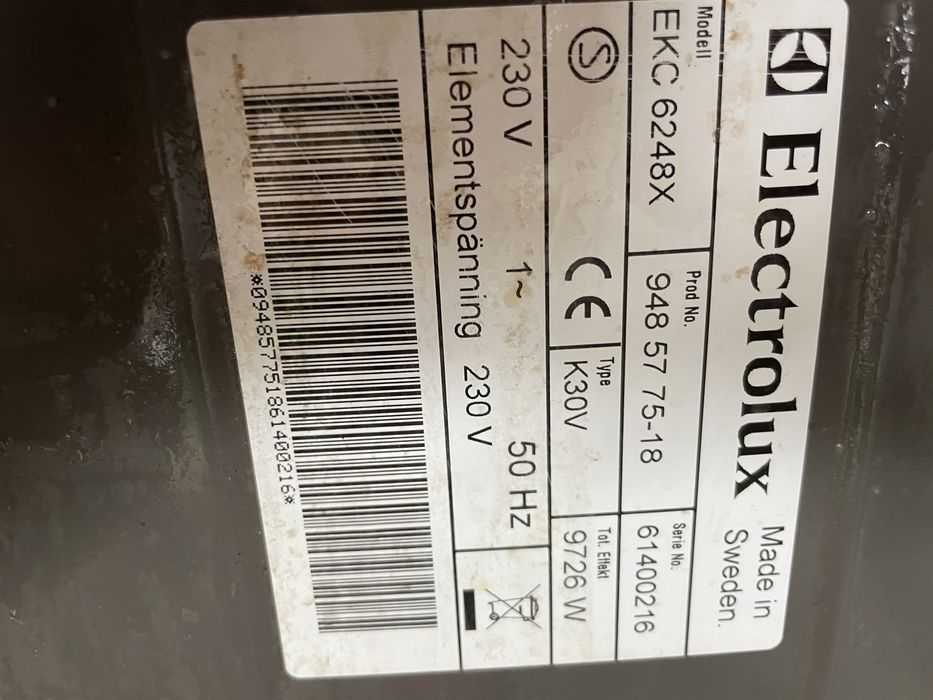 Electrolux
Made in
Sweden.
Modell
EKC 6248X
Prod No.
948 57 75-18
Serie No.
61400216
S
CE
Type
K30V
Tot. Effekt
9726 W
230 V 1~ 50 Hz
Elementspänning 230 V
*094857751861400216*